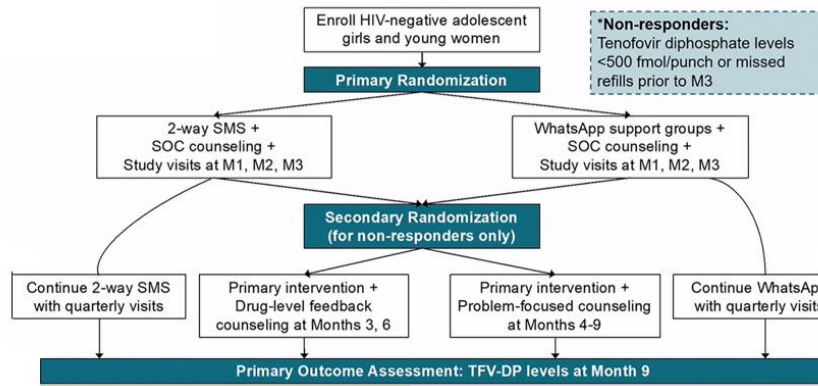 Enroll HIV-negative adolescent
girls and young women
*Non-responders:
Tenofovir diphosphate levels
<500 fmol/punch or missed
refills prior to M3
Primary Randomization
2-way SMS +
SOC counseling +
Study visits at M1, M2, M3
WhatsApp support groups +
SOC counseling +
Study visits at M1, M2, M3
Secondary Randomization
(for non-responders only)
Continue 2-way SMS
with quarterly visits
Primary intervention +
Drug-level feedback
counseling at Months 3, 6
Primary intervention +
Problem-focused counseling
at Months 4-9
Continue WhatsApp
with quarterly visits
Primary Outcome Assessment: TFV-DP levels at Month 9